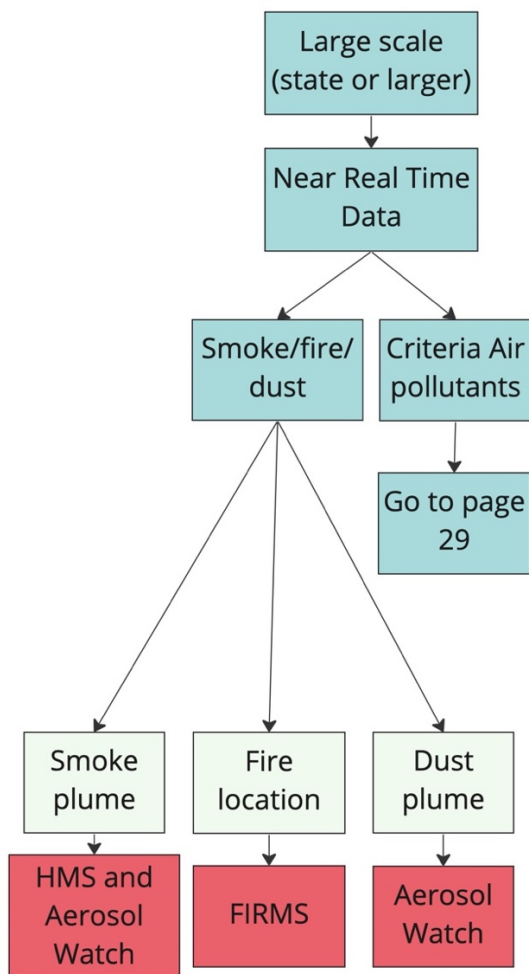 Large scale
(state or larger)
Near Real Time
Data
Smoke/fire/
dust
Criteria Air
pollutants
Go to page
29
Smoke
plume
Fire
location
Dust
plume
HMS and
Aerosol
Watch
FIRMS
Aerosol
Watch